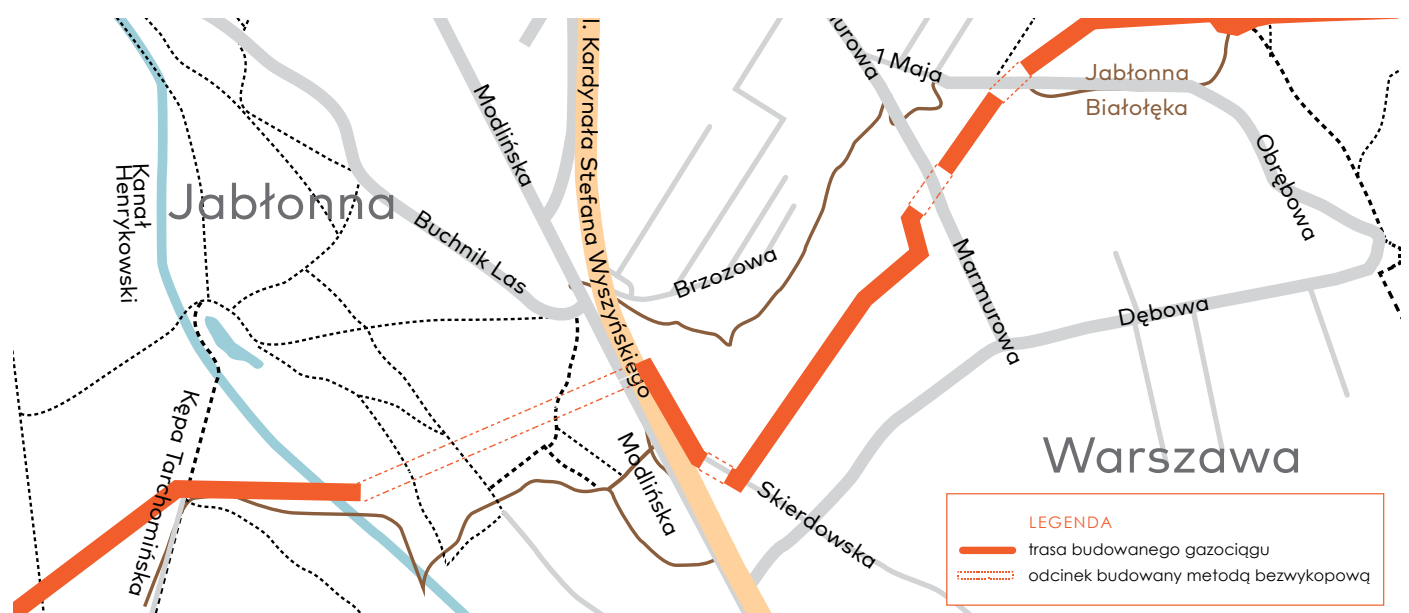 l. Kardynała Stefana Wyszyńskiego
Modlińska
murowa
1 Maja
Jabłonna
Białołęka
Obrębowa
Kanał
Henrykowski
Jabłonna
Buchnik Las
Brzozowa
Marmurowa
Dębowa
Kępa Tarchomińska
Modlińska
Skierdowska
Warszawa
LEGENDA
trasa budowanego gazociągu
odcinek budowany metodą bezwykopową